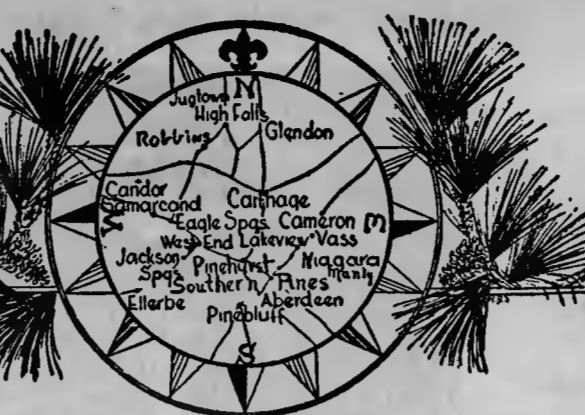 N
Jugtown
High Falls
Robbins Glendon
Candor Carthage
Samarcand
W Eagle Spgs. Cameron E
West End Lakeview Vass
Jackson Pinehurst Niagara
Spgs Southern Pines Manly
Ellerbe Aberdeen
Pinebluff
S